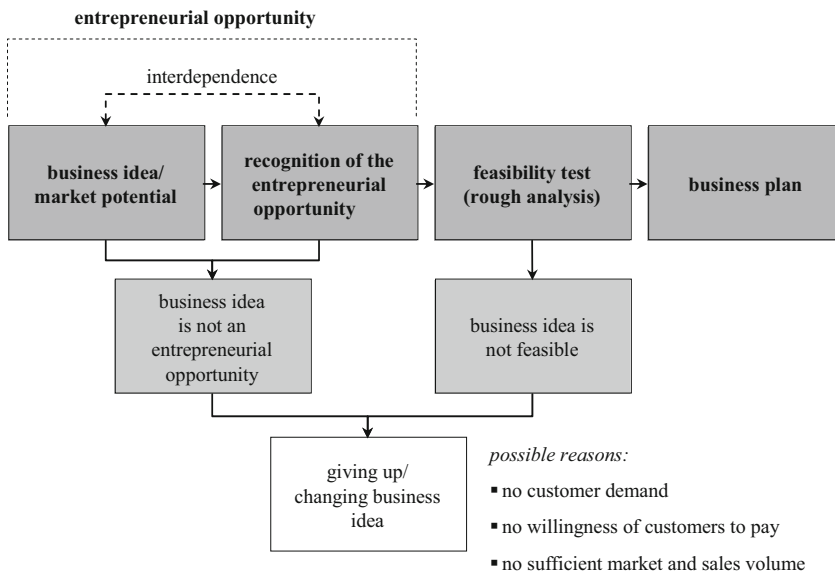 entrepreneurial opportunity
interdependence
business idea/
market potential
recognition of the
entrepreneurial
opportunity
feasibility test
(rough analysis)
business plan
business idea
is not an
entrepreneurial
opportunity
business idea is
not feasible
giving up/
changing business
idea
possible reasons:
▪ no customer demand
▪ no willingness of customers to pay
▪ no sufficient market and sales volume